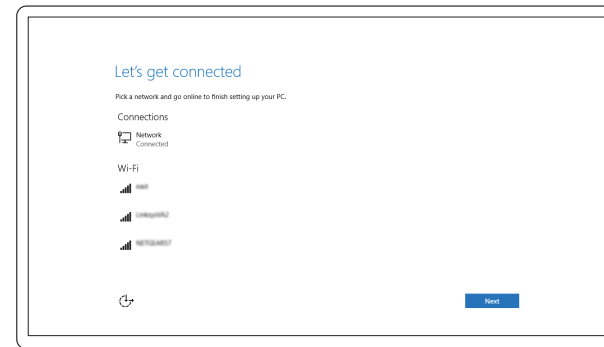 Let's get connected
Pick a network and go online to finish setting up your PC.
Connections
Network
Connected
Wi-Fi
Next